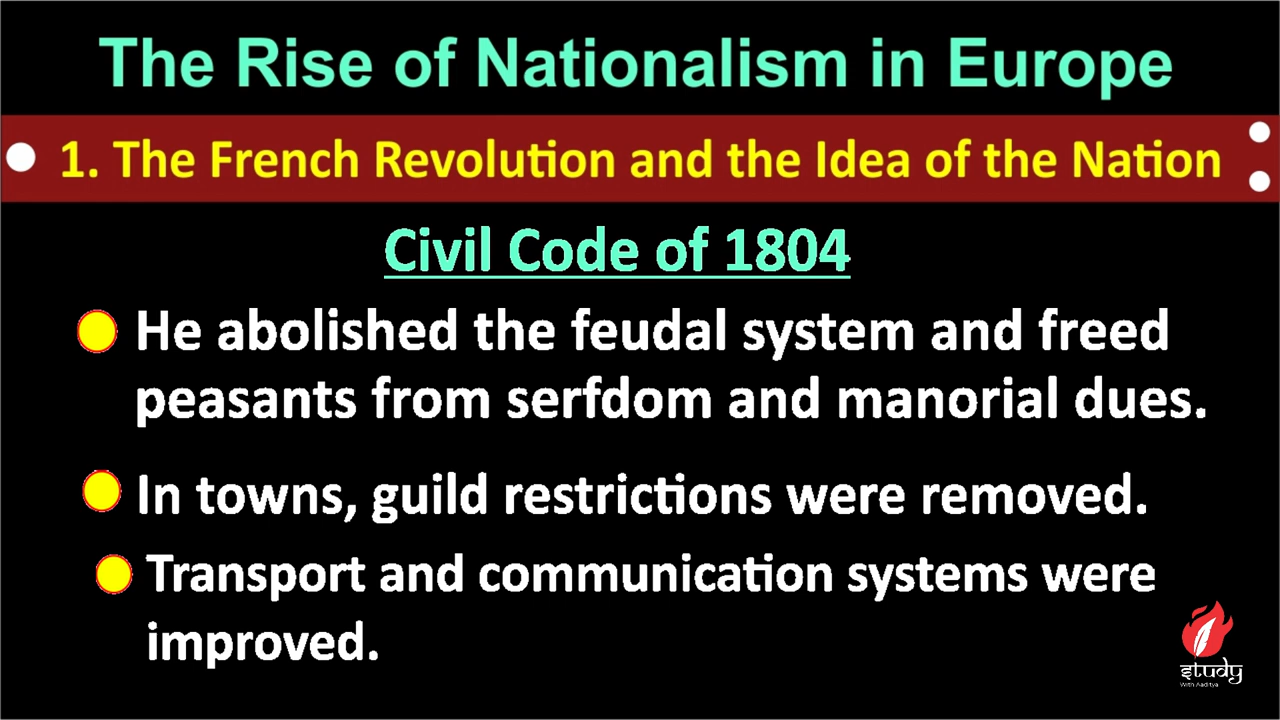 The Rise of Nationalism in Europe
1. The French Revolution and the Idea of the Nation
Civil Code of 1804
He abolished the feudal system and freed
peasants from serfdom and manorial dues.
In towns, guild restrictions were removed.
Transport and communication systems were
improved.
study
With Aaditya